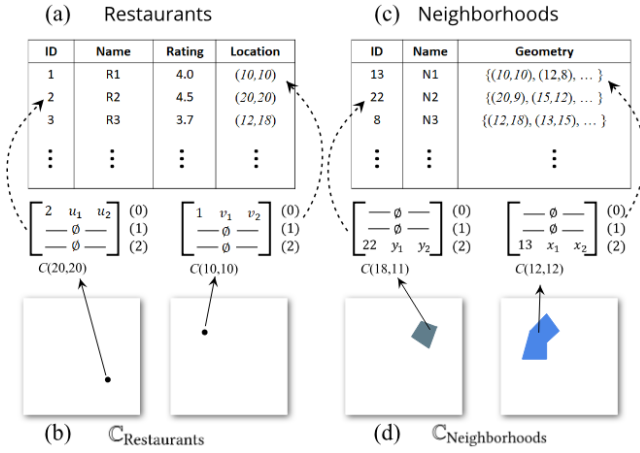 (a) Restaurants
ID Name Rating Location
1 R1 4.0 (10,10)
2 R2 4.5 (20,20)
3 R3 3.7 (12,18)
⋮ ⋮ ⋮ ⋮
2 u₁ u₂ (0)
— ∅ — (1)
— ∅ — (2)
C(20,20)
1 v₁ v₂ (0)
— ∅ — (1)
— ∅ — (2)
C(10,10)
(b) ℂRestaurants
(c) Neighborhoods
ID Name Geometry
13 N1 {(10,10), (12,8), … }
22 N2 {(20,9), (15,12), … }
8 N3 {(12,18), (13,15), … }
⋮ ⋮ ⋮
— ∅ — (0)
— ∅ — (1)
22 y₁ y₂ (2)
C(18,11)
— ∅ — (0)
— ∅ — (1)
13 x₁ x₂ (2)
C(12,12)
(d) ℂNeighborhoods